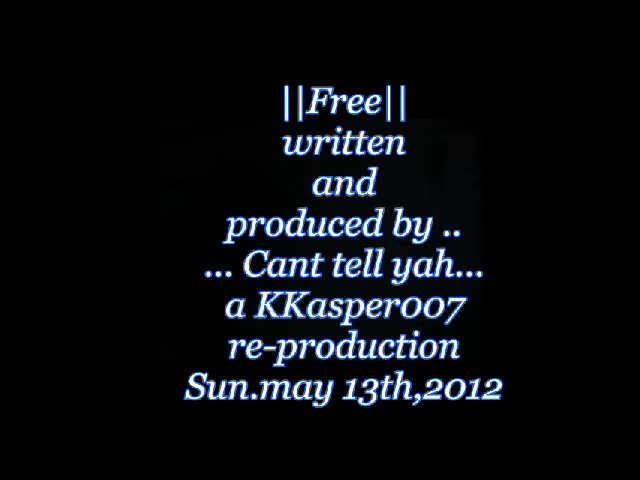 ||Free||
written
and
produced by ..
... Cant tell yah...
a KKasper007
re-production
Sun.may 13th,2012